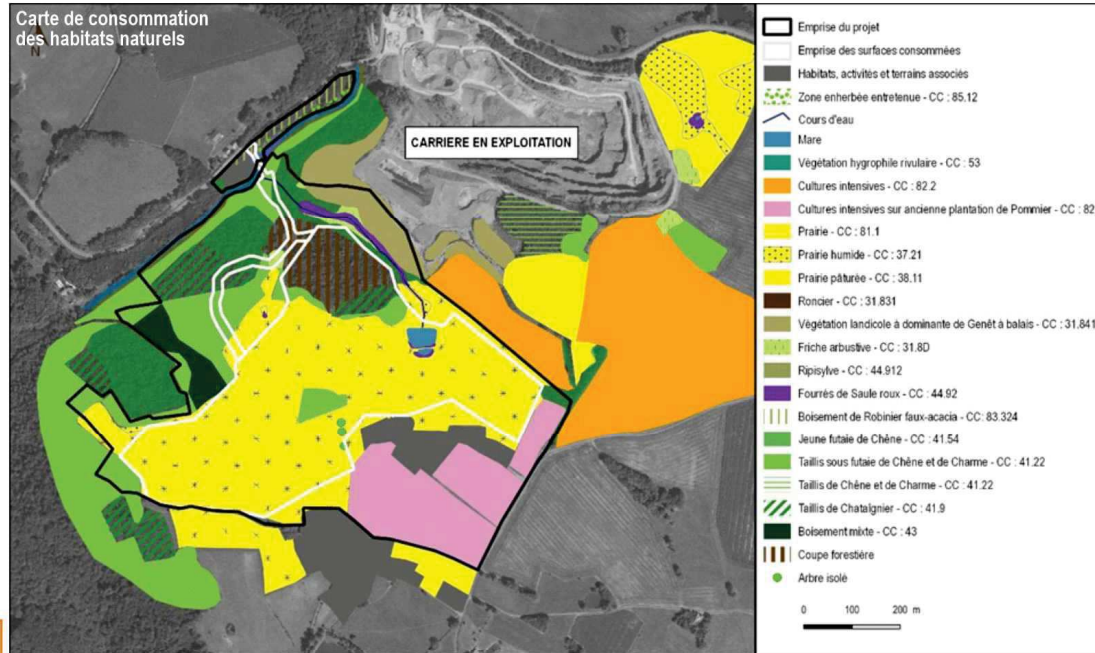 Carte de consommation
des habitats naturels
N
CARRIERE EN EXPLOITATION
Emprise du projet
Emprise des surfaces consommées
Habitats, activités et terrains associés
Zone enherbée entretenue - CC : 85.12
Cours d'eau
Mare
Végétation hygrophile rivulaire - CC : 53
Cultures intensives - CC : 82.2
Cultures intensives sur ancienne plantation de Pommier - CC : 82
Prairie - CC : 81.1
Prairie humide - CC : 37.21
Prairie pâturée - CC : 38.11
Roncier - CC : 31.831
Végétation landicole à dominante de Genêt à balais - CC : 31.841
Friche arbustive - CC : 31.8D
Ripisylve - CC : 44.912
Fourrés de Saule roux - CC : 44.92
Boisement de Robinier faux-acacia - CC : 83.324
Jeune futaie de Chêne - CC : 41.54
Taillis sous futaie de Chêne et de Charme - CC : 41.22
Taillis de Chêne et de Charme - CC : 41.22
Taillis de Chataîgnier - CC : 41.9
Boisement mixte - CC : 43
Coupe forestière
Arbre isolé
0 100 200 m